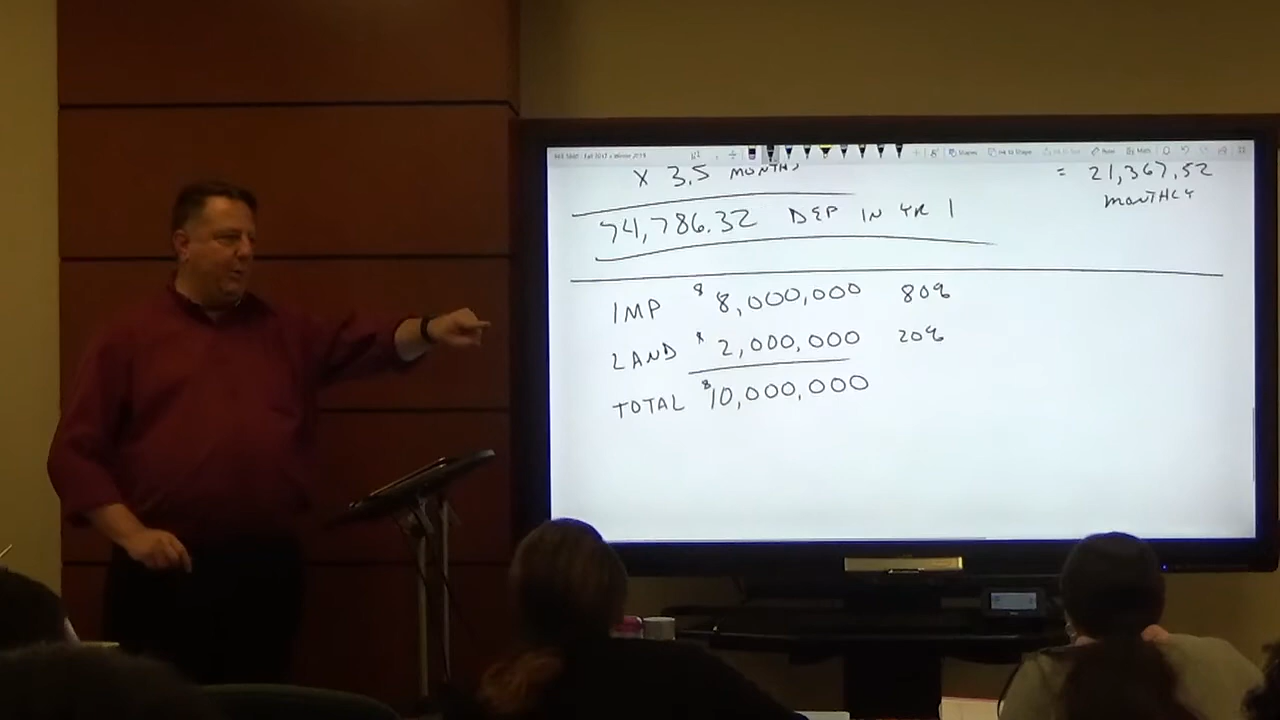 X 3.5 MONTHS
= 21,367.52
MONTHLY
74,786.32 DEP IN YR 1
IMP $ 8,000,000 80%
LAND $ 2,000,000 20%
TOTAL $10,000,000